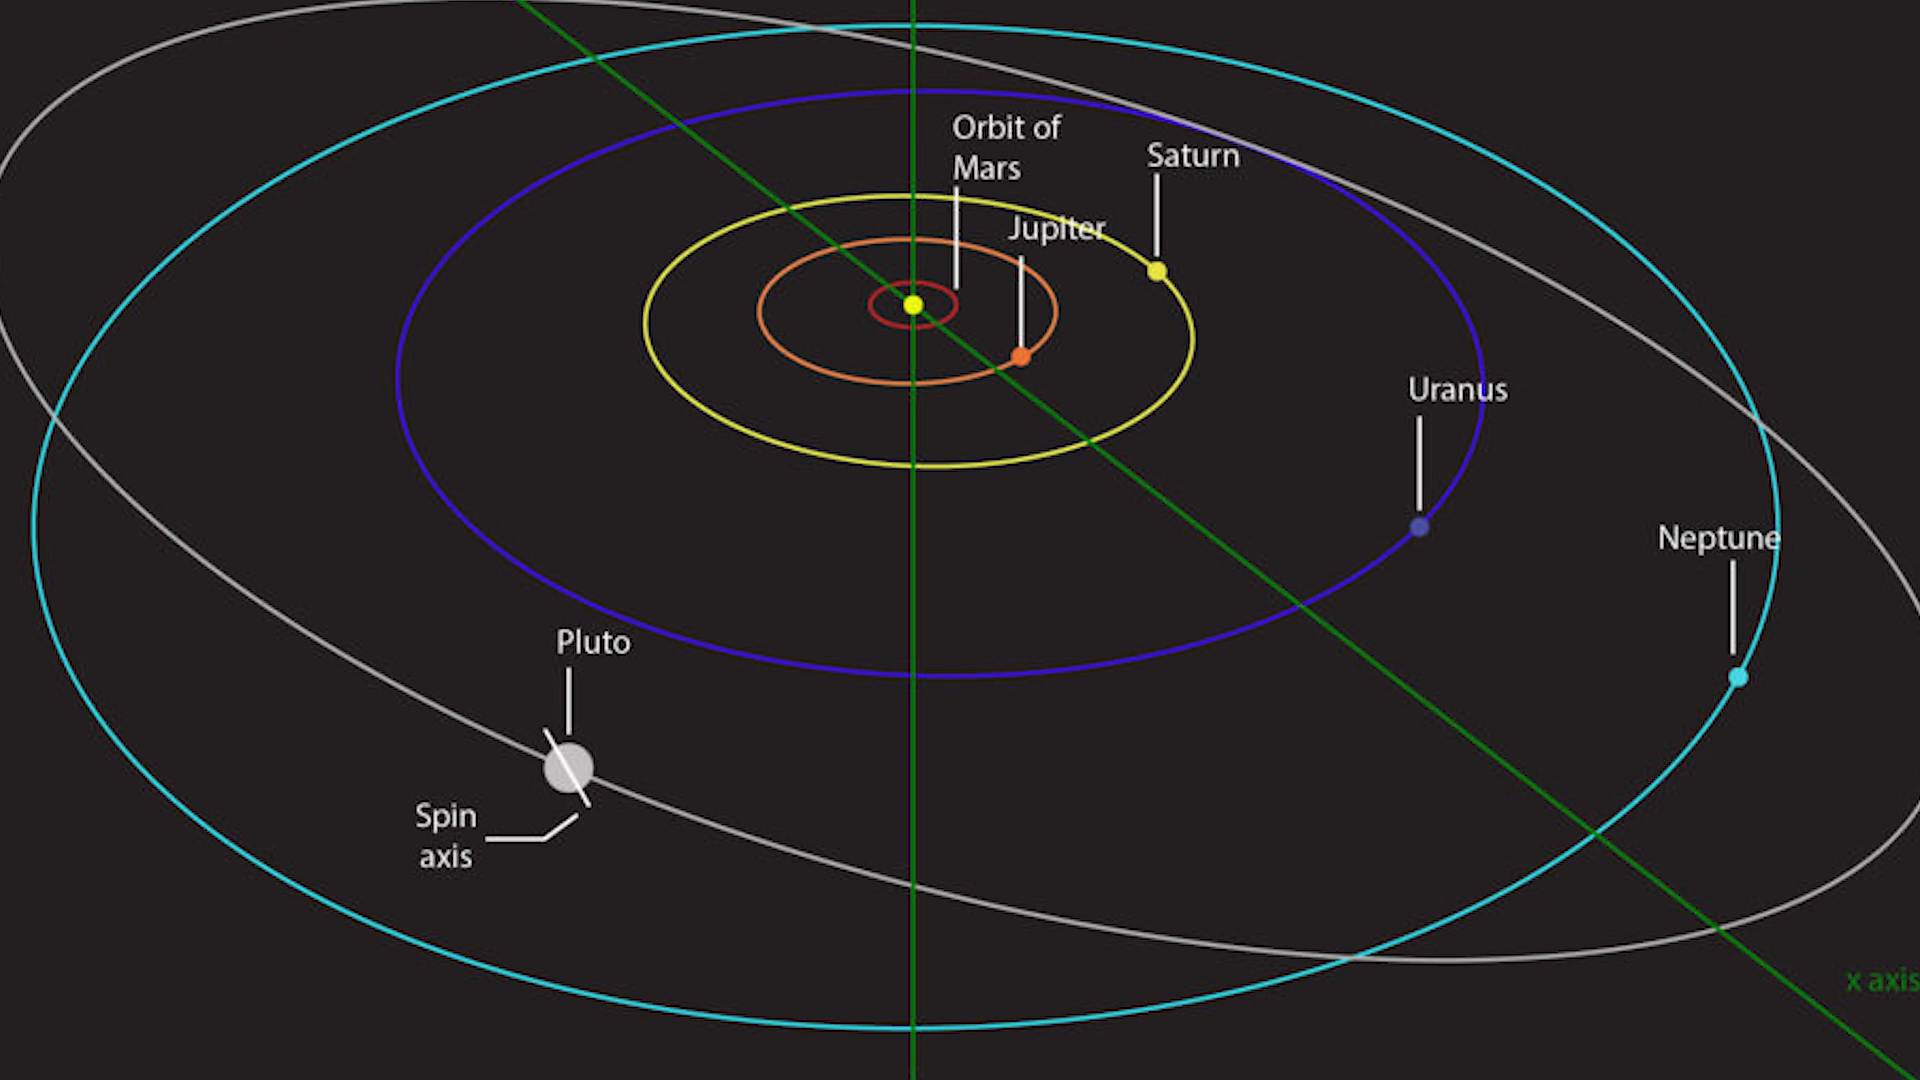 Orbit of
Mars
Saturn
Jupiter
Uranus
Neptune
Pluto
Spin
axis
x axis